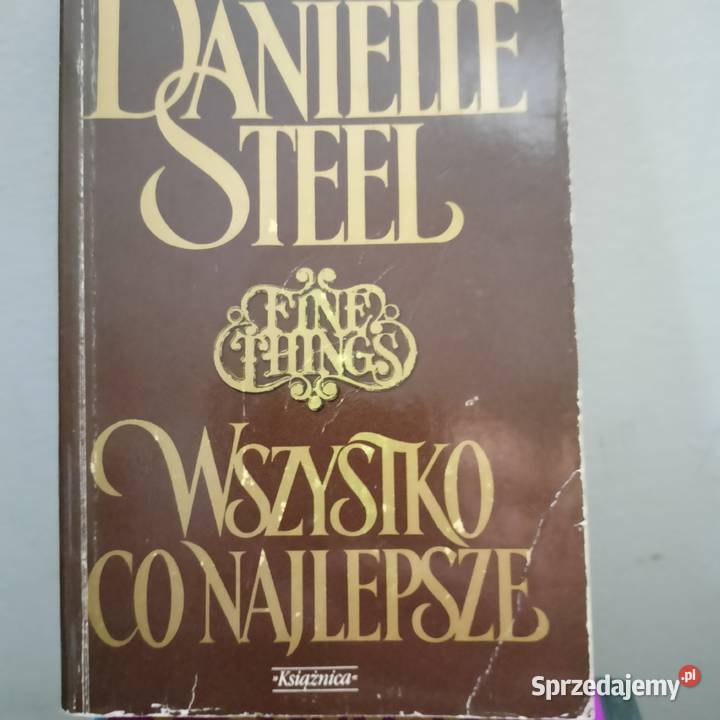 DANIELLE
STEEL
FINE
THINGS
WSZYSTKO
CO NAJLEPSZE
"Książnica"
Sprzedajemy.pl